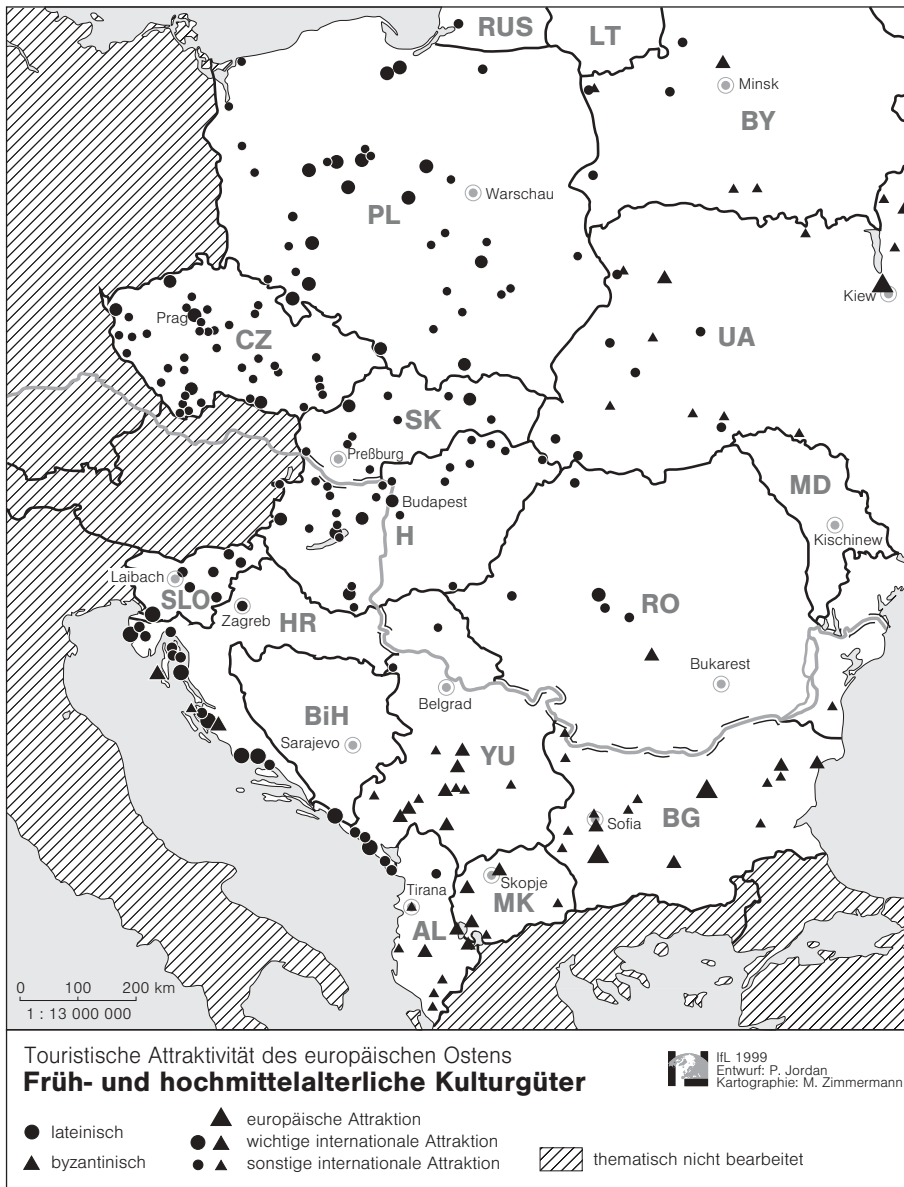 RUS
LT
Minsk
BY
Warschau
PL
Kiew
Prag
CZ
UA
SK
Preßburg
MD
Budapest
H
Kischinew
Laibach
SLO
Zagreb
HR
RO
Bukarest
Belgrad
BiH
Sarajevo
YU
Sofia
BG
Skopje
MK
Tirana
AL
0 100 200 km
1 : 13 000 000
Touristische Attraktivität des europäischen Ostens
Früh- und hochmittelalterliche Kulturgüter
IfL 1999
Entwurf: P. Jordan
Kartographie: M. Zimmermann
lateinisch
byzantinisch
europäische Attraktion
wichtige internationale Attraktion
sonstige internationale Attraktion
thematisch nicht bearbeitet